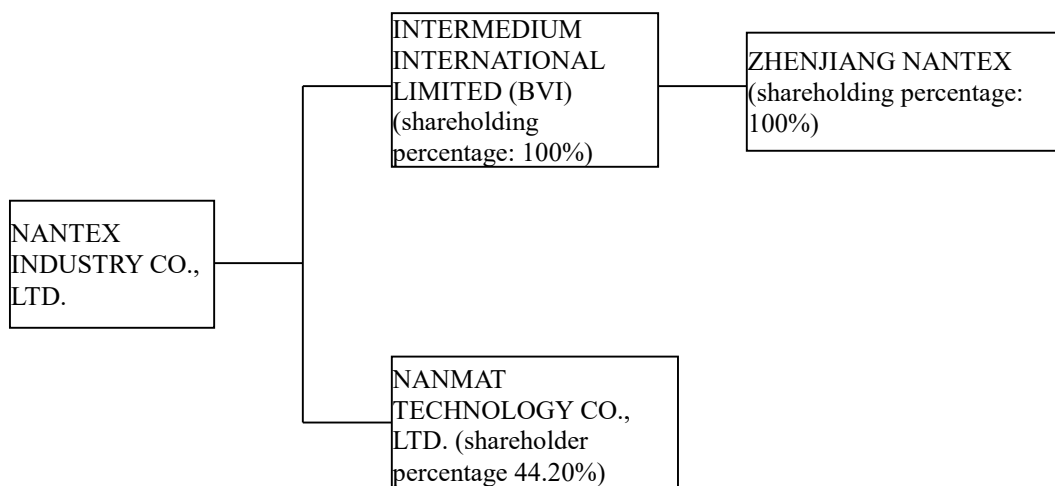 INTERMEDIUM
INTERNATIONAL
LIMITED (BVI)
(shareholding
percentage: 100%)
ZHENJIANG NANTEX
(shareholding percentage:
100%)
NANTEX
INDUSTRY CO.,
LTD.
NANMAT
TECHNOLOGY CO.,
LTD. (shareholder
percentage 44.20%)